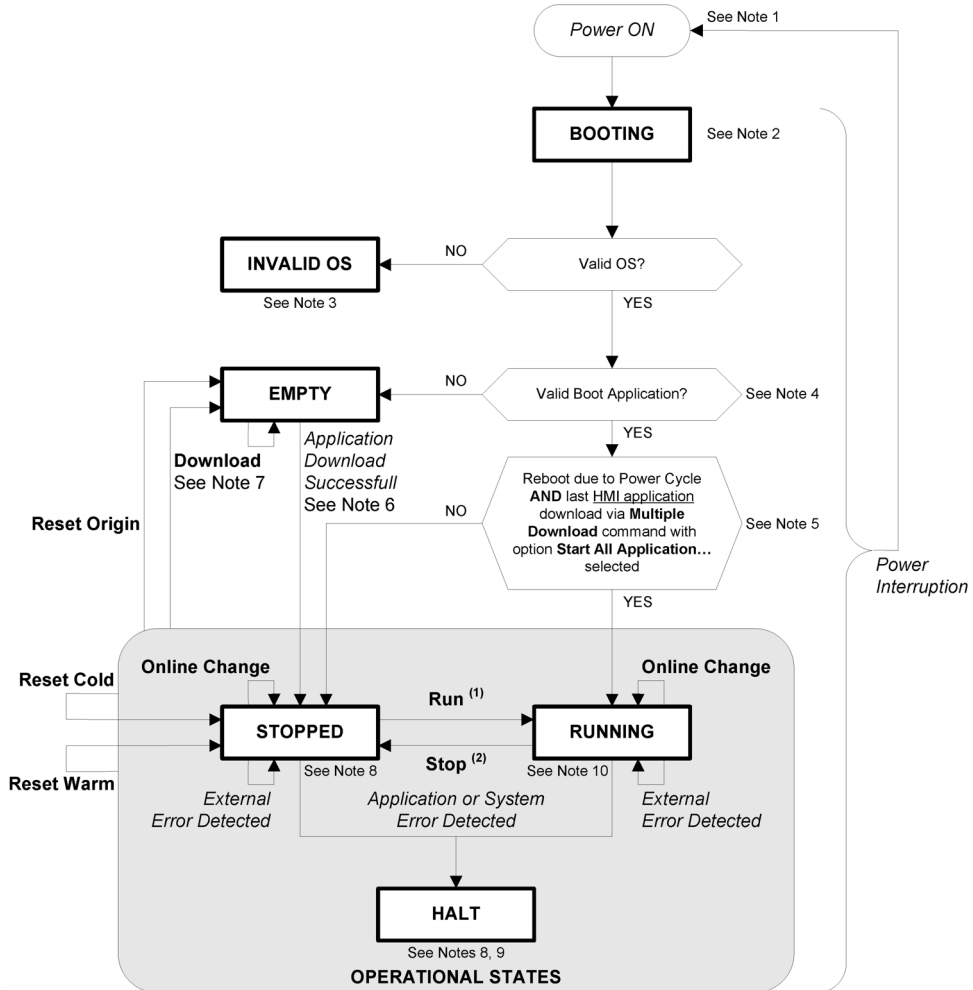 See Note 1
Power ON
BOOTING
See Note 2
NO
Valid OS?
INVALID OS
See Note 3
YES
NO
Valid Boot Application?
See Note 4
EMPTY
YES
Download
See Note 7
Application
Download
Successfull
See Note 6
Reboot due to Power Cycle
AND last HMI application
download via Multiple
Download command with
option Start All Application...
selected
NO
See Note 5
Reset Origin
Power
Interruption
YES
Online Change
Online Change
Reset Cold
Run (1)
STOPPED
RUNNING
Stop (2)
See Note 8
See Note 10
Reset Warm
External
Error Detected
Application or System
Error Detected
External
Error Detected
HALT
See Notes 8, 9
OPERATIONAL STATES